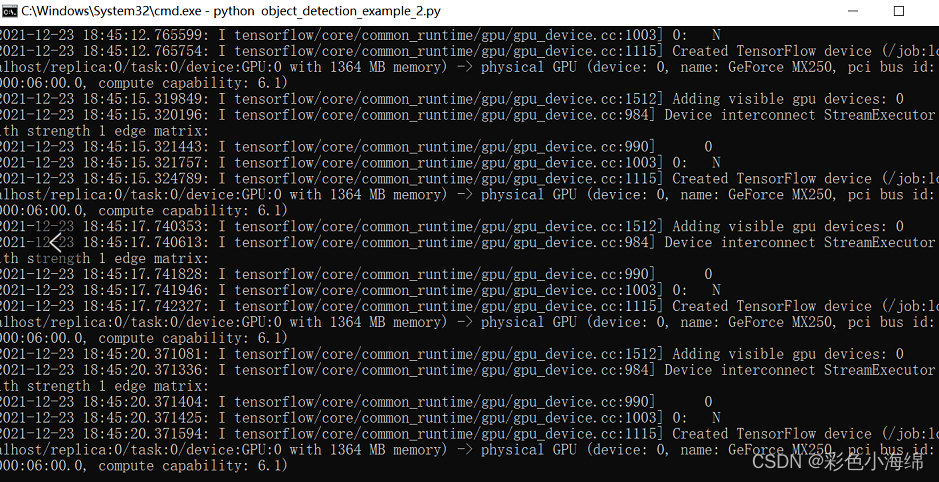 C:\Windows\System32\cmd.exe - python  object_detection_example_2.py
2021-12-23 18:45:12.765599: I tensorflow/core/common_runtime/gpu/gpu_device.cc:1003] 0:   N
2021-12-23 18:45:12.765754: I tensorflow/core/common_runtime/gpu/gpu_device.cc:1115] Created TensorFlow device (/job:lo
alhost/replica:0/task:0/device:GPU:0 with 1364 MB memory) -> physical GPU (device: 0, name: GeForce MX250, pci bus id:
000:06:00.0, compute capability: 6.1)
2021-12-23 18:45:15.319849: I tensorflow/core/common_runtime/gpu/gpu_device.cc:1512] Adding visible gpu devices: 0
2021-12-23 18:45:15.320196: I tensorflow/core/common_runtime/gpu/gpu_device.cc:984] Device interconnect StreamExecutor
ith strength 1 edge matrix:
2021-12-23 18:45:15.321443: I tensorflow/core/common_runtime/gpu/gpu_device.cc:990]      0
2021-12-23 18:45:15.321757: I tensorflow/core/common_runtime/gpu/gpu_device.cc:1003] 0:   N
2021-12-23 18:45:15.324789: I tensorflow/core/common_runtime/gpu/gpu_device.cc:1115] Created TensorFlow device (/job:lo
alhost/replica:0/task:0/device:GPU:0 with 1364 MB memory) -> physical GPU (device: 0, name: GeForce MX250, pci bus id:
000:06:00.0, compute capability: 6.1)
2021-12-23 18:45:17.740353: I tensorflow/core/common_runtime/gpu/gpu_device.cc:1512] Adding visible gpu devices: 0
2021-12-23 18:45:17.740613: I tensorflow/core/common_runtime/gpu/gpu_device.cc:984] Device interconnect StreamExecutor
ith strength 1 edge matrix:
2021-12-23 18:45:17.741828: I tensorflow/core/common_runtime/gpu/gpu_device.cc:990]      0
2021-12-23 18:45:17.741946: I tensorflow/core/common_runtime/gpu/gpu_device.cc:1003] 0:   N
2021-12-23 18:45:17.742327: I tensorflow/core/common_runtime/gpu/gpu_device.cc:1115] Created TensorFlow device (/job:lo
alhost/replica:0/task:0/device:GPU:0 with 1364 MB memory) -> physical GPU (device: 0, name: GeForce MX250, pci bus id:
000:06:00.0, compute capability: 6.1)
2021-12-23 18:45:20.371081: I tensorflow/core/common_runtime/gpu/gpu_device.cc:1512] Adding visible gpu devices: 0
2021-12-23 18:45:20.371336: I tensorflow/core/common_runtime/gpu/gpu_device.cc:984] Device interconnect StreamExecutor
ith strength 1 edge matrix:
2021-12-23 18:45:20.371404: I tensorflow/core/common_runtime/gpu/gpu_device.cc:990]      0
2021-12-23 18:45:20.371425: I tensorflow/core/common_runtime/gpu/gpu_device.cc:1003] 0:   N
2021-12-23 18:45:20.371594: I tensorflow/core/common_runtime/gpu/gpu_device.cc:1115] Created TensorFlow device (/job:lo
alhost/replica:0/task:0/device:GPU:0 with 1364 MB memory) -> physical GPU (device: 0, name: GeForce MX250, pci bus id:
000:06:00.0, compute capability: 6.1)
CSDN @彩色小海绵